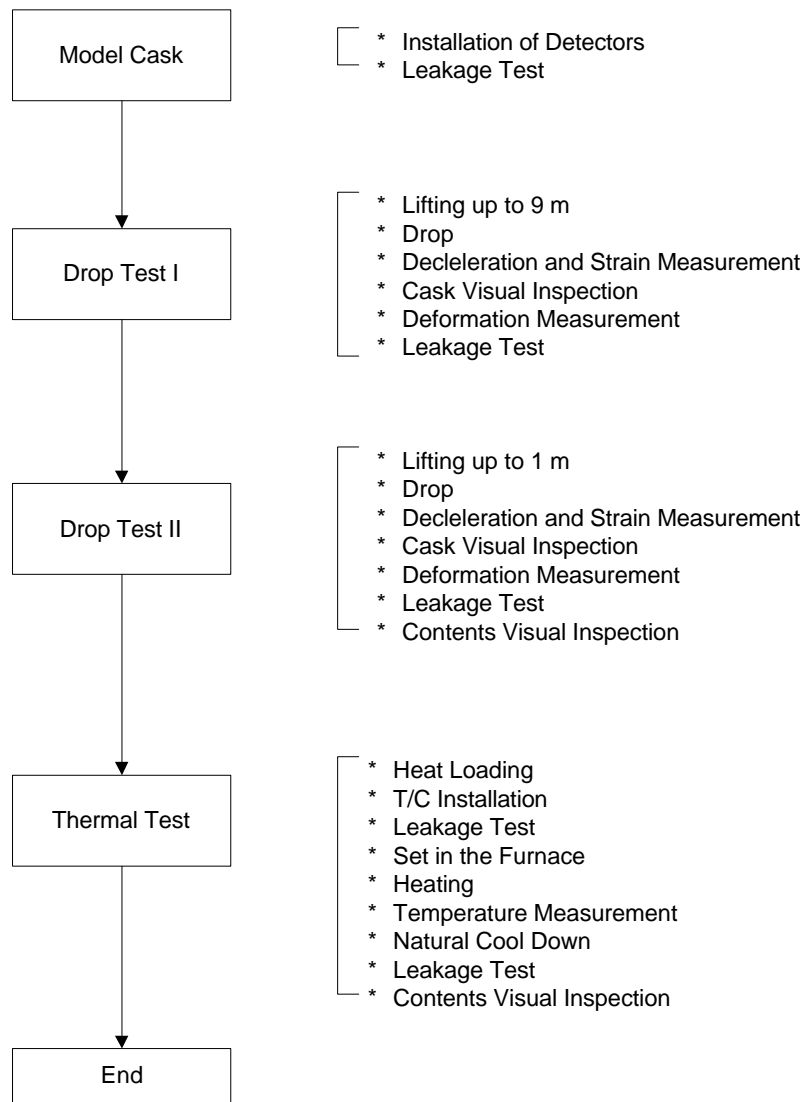 Model Cask
* Installation of Detectors
* Leakage Test
Drop Test I
* Lifting up to 9 m
* Drop
* Decleleration and Strain Measurement
* Cask Visual Inspection
* Deformation Measurement
* Leakage Test
Drop Test II
* Lifting up to 1 m
* Drop
* Decleleration and Strain Measurement
* Cask Visual Inspection
* Deformation Measurement
* Leakage Test
* Contents Visual Inspection
Thermal Test
* Heat Loading
* T/C Installation
* Leakage Test
* Set in the Furnace
* Heating
* Temperature Measurement
* Natural Cool Down
* Leakage Test
* Contents Visual Inspection
End